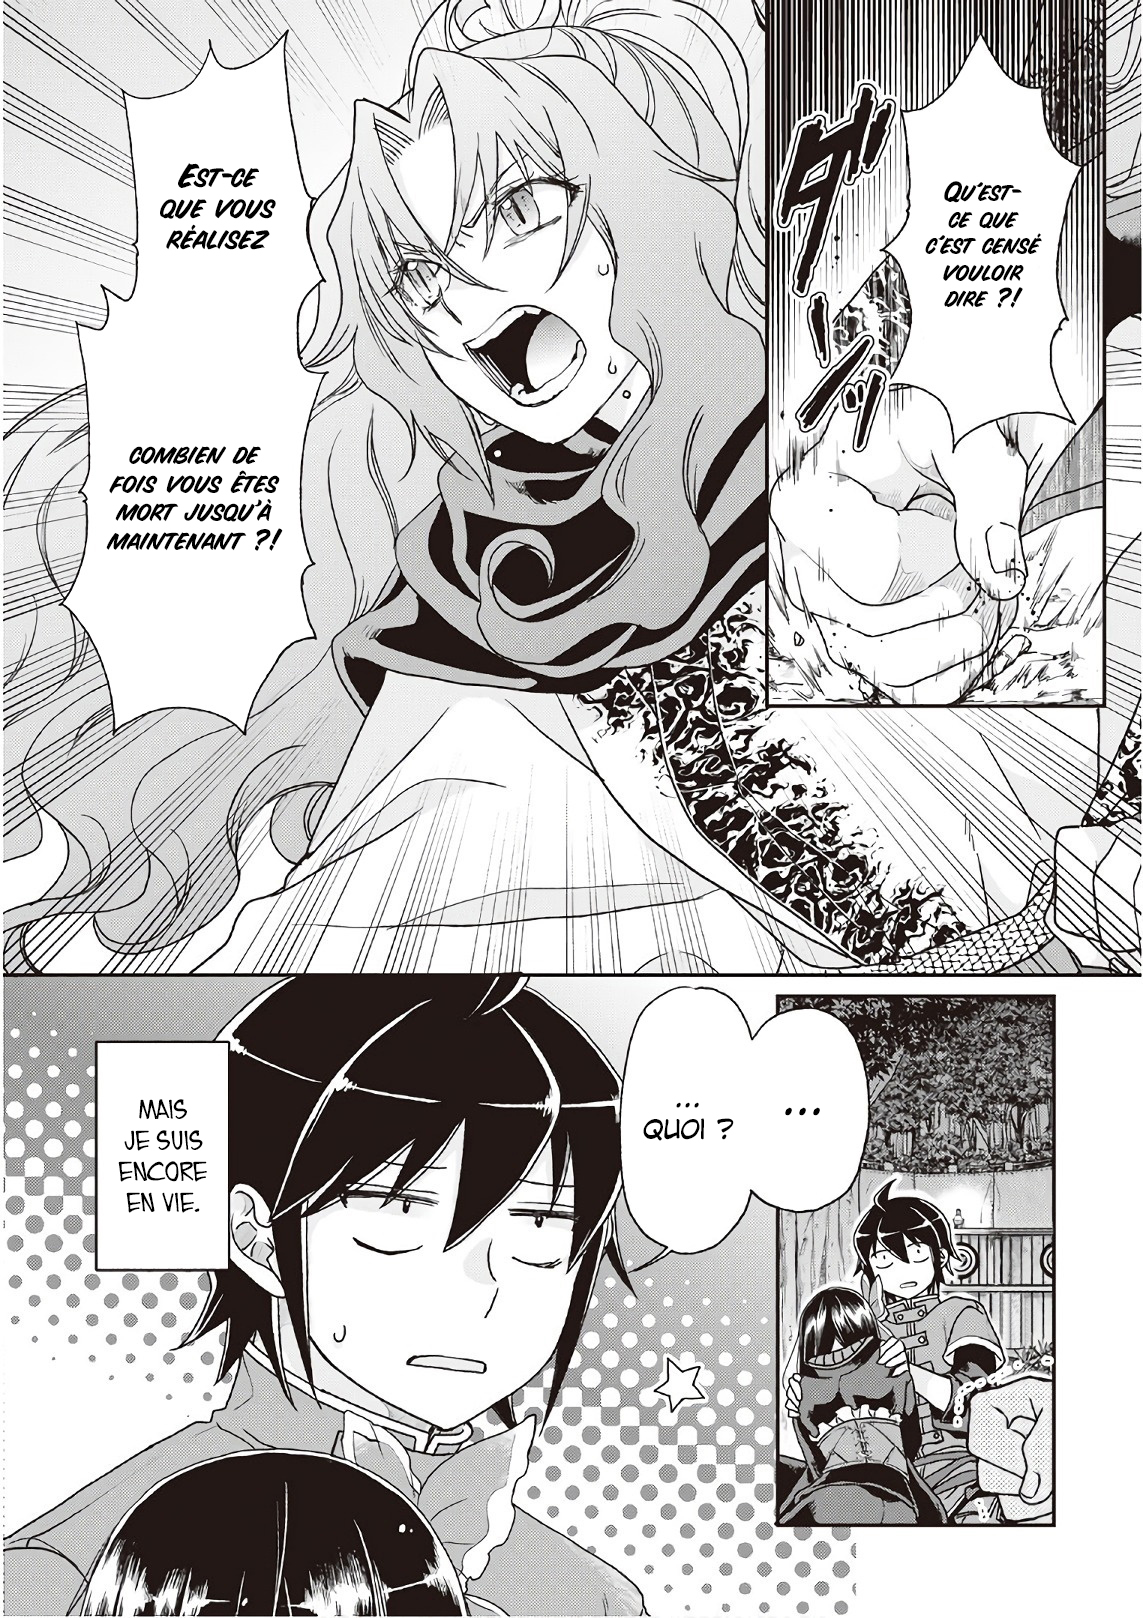 QU'EST-
CE QUE
C'EST CENSÉ
VOULOIR
DIRE ?!
ダンッ
EST-CE
QUE VOUS
RÉALISEZ
COMBIEN DE
FOIS VOUS ÊTES
MORT JUSQU'À
MAINTENANT ?!
...
...
QUOI ?
MAIS
JE SUIS
ENCORE
EN VIE.